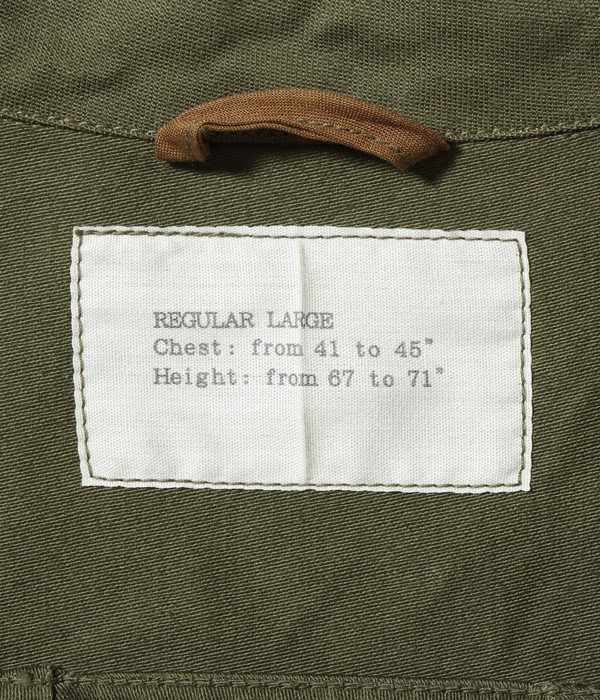 REGULAR LARGE
Chest: from 41 to 45"
Height: from 67 to 71"